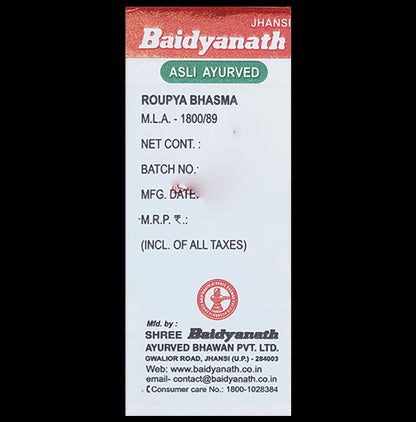 JHANSI
Baidyanath
ASLI AYURVED
ROUPYA BHASMA
M.L.A. - 1800/89
NET CONT. :
BATCH NO.
MFG. DATE
M.R.P. ₹.:
(INCL. OF ALL TAXES)
Mfd. by :
SHREE Baidyanath
AYURVED BHAWAN PVT. LTD.
GWALIOR ROAD, JHANSI (U.P.) - 284003
Web: www.baidyanath.co.in
email- contact@baidyanath.co.in
Consumer care No.: 1800-1028384